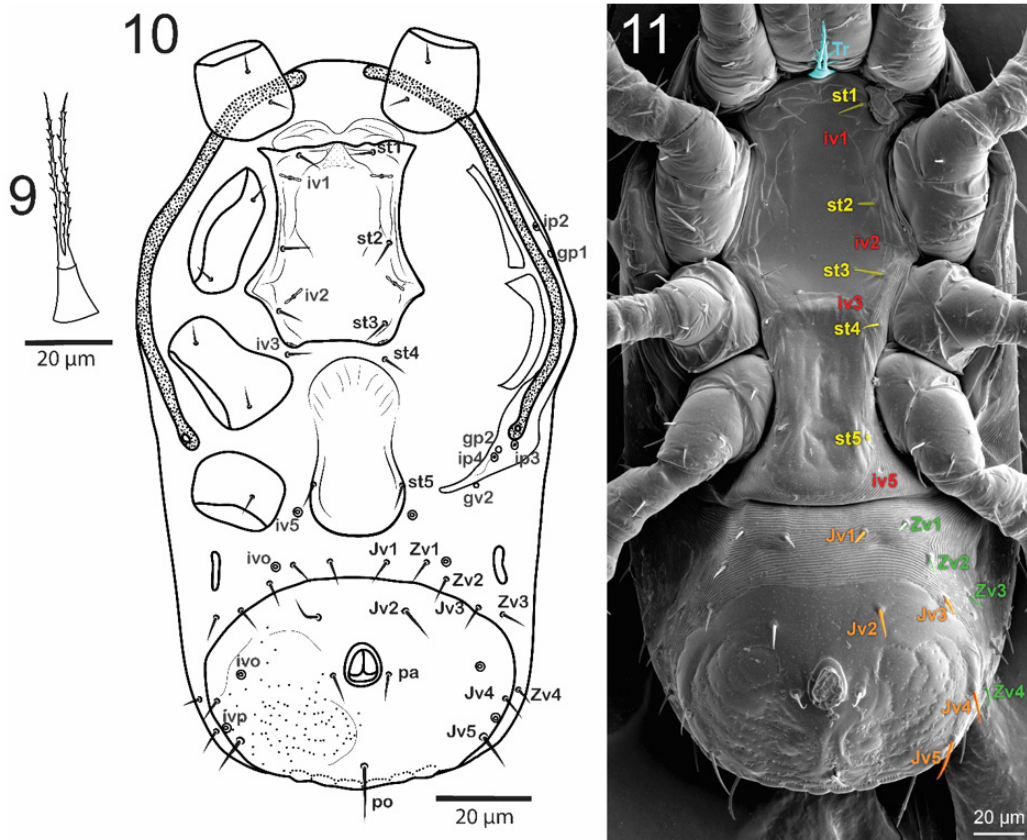 9
20 µm
10
st1
iv1
ip2
gp1
st2
iv2
st3
iv3
st4
gp2
ip4
ip3
st5
gv2
iv5
ivo
Jv1
Zv1
Zv2
Jv2
Jv3
Zv3
ivo
pa
Jv4
Zv4
ivp
Jv5
po
20 µm
11
Tr
st1
iv1
st2
iv2
st3
iv3
st4
st5
iv5
Zv1
Jv1
Zv2
Zv3
Jv3
Jv2
Zv4
Jv4
Jv5
20 µm